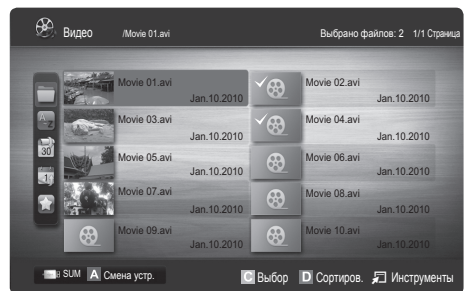 Видео /Movie 01.avi Выбрано файлов: 2 1/1 Страница
Movie 01.avi Movie 02.avi
Jan.10.2010 Jan.10.2010
Movie 03.avi Movie 04.avi
Jan.10.2010 Jan.10.2010
Movie 05.avi Movie 06.avi
Jan.10.2010 Jan.10.2010
Movie 07.avi Movie 08.avi
Jan.10.2010 Jan.10.2010
Movie 09.avi Movie 10.avi
Jan.10.2010 Jan.10.2010
30
1
SUM A Смена устр. C Выбор D Сортиров. Инструменты